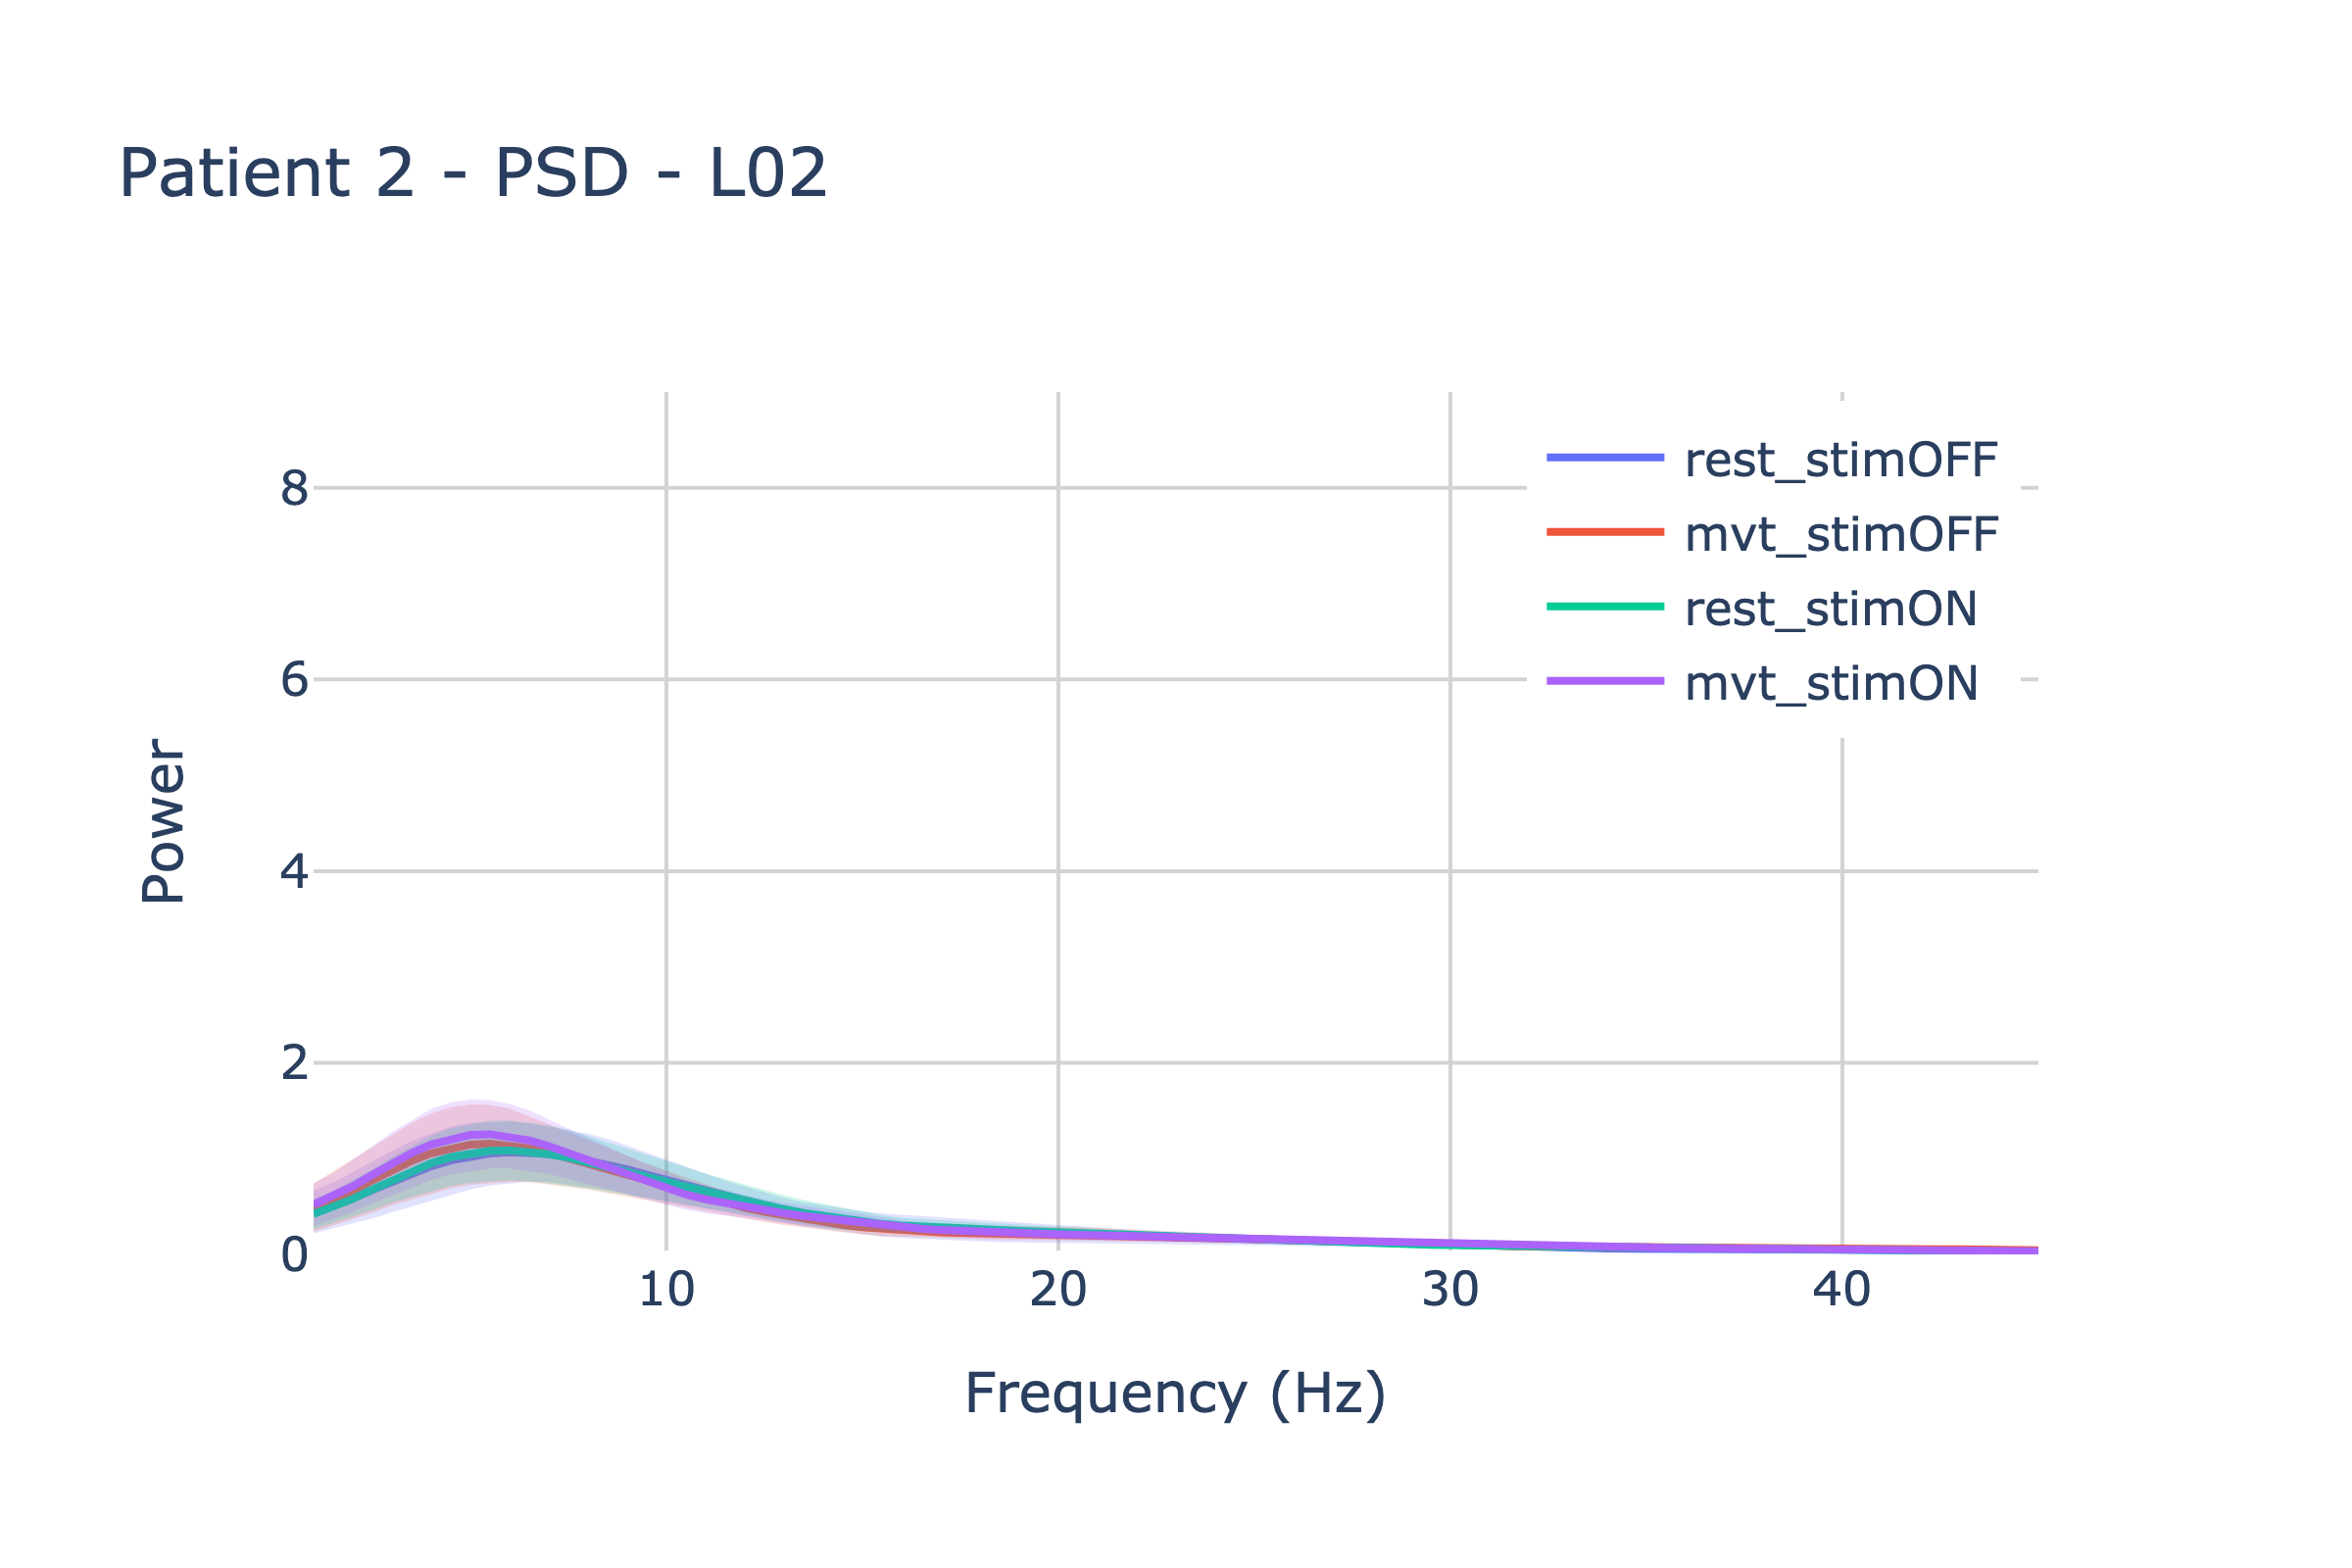 Patient 2 - PSD - L02
rest_stimOFF
mvt_stimOFF
rest_stimON
mvt_stimON
8
6
4
2
0
Power
10 20 30 40
Frequency (Hz)